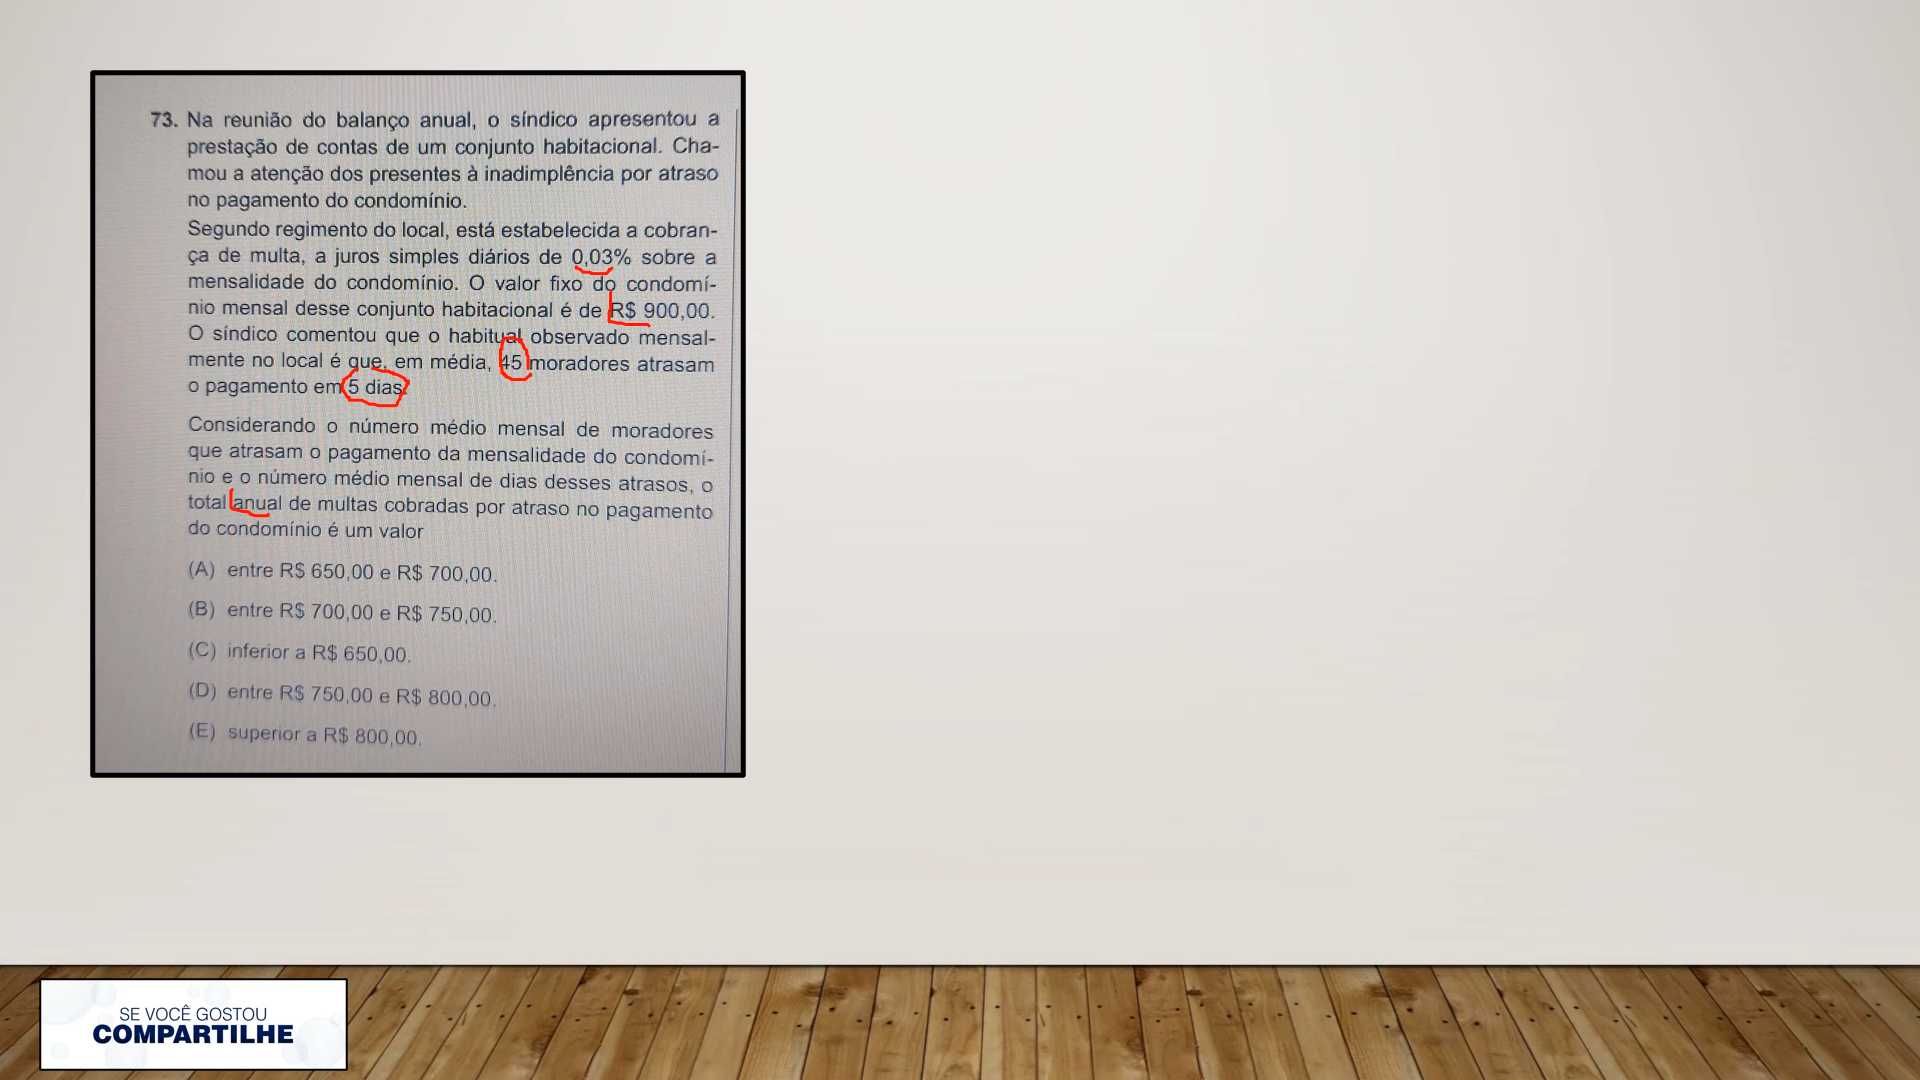 73. Na reunião do balanço anual, o síndico apresentou a
prestação de contas de um conjunto habitacional. Cha-
mou a atenção dos presentes à inadimplência por atraso
no pagamento do condomínio.
Segundo regimento do local, está estabelecida a cobran-
ça de multa, a juros simples diários de 0,03% sobre a
mensalidade do condomínio. O valor fixo do condomí-
nio mensal desse conjunto habitacional é de R$ 900,00.
O síndico comentou que o habitual observado mensal-
mente no local é que, em média, 45 moradores atrasam
o pagamento em 5 dias.
Considerando o número médio mensal de moradores
que atrasam o pagamento da mensalidade do condomí-
nio e o número médio mensal de dias desses atrasos, o
total anual de multas cobradas por atraso no pagamento
do condomínio é um valor
(A) entre R$ 650,00 e R$ 700,00.
(B) entre R$ 700,00 e R$ 750,00.
(C) inferior a R$ 650,00.
(D) entre R$ 750,00 e R$ 800,00.
(E) superior a R$ 800,00.
SE VOCÊ GOSTOU
COMPARTILHE